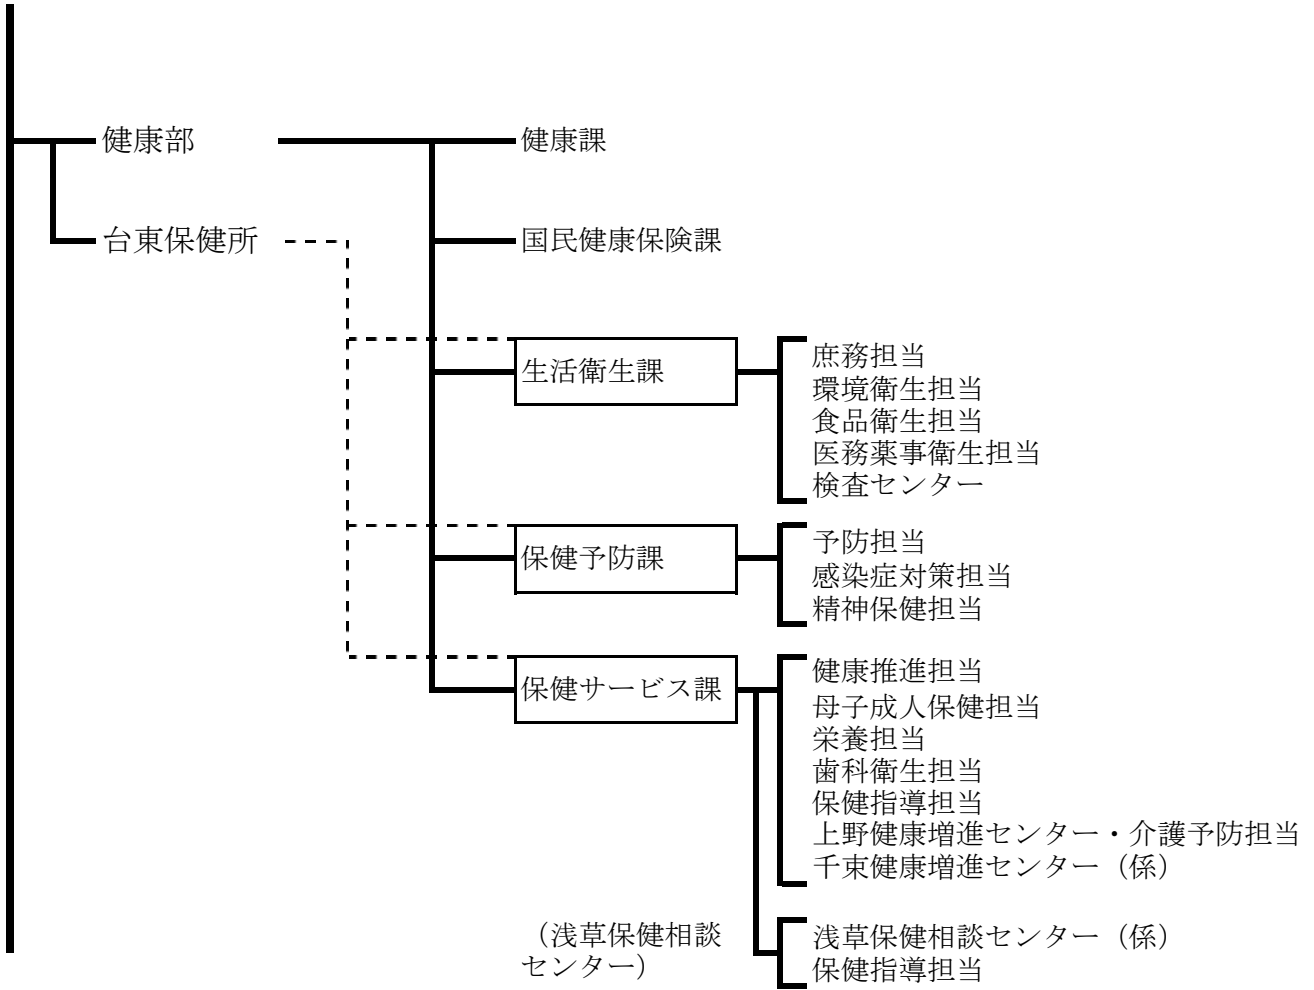 健康部
健康課
台東保健所
国民健康保険課
生活衛生課
庶務担当
環境衛生担当
食品衛生担当
医務薬事衛生担当
検査センター
保健予防課
予防担当
感染症対策担当
精神保健担当
保健サービス課
健康推進担当
母子成人保健担当
栄養担当
歯科衛生担当
保健指導担当
上野健康増進センター・介護予防担当
千束健康増進センター（係）
（浅草保健相談
センター）
浅草保健相談センター（係）
保健指導担当